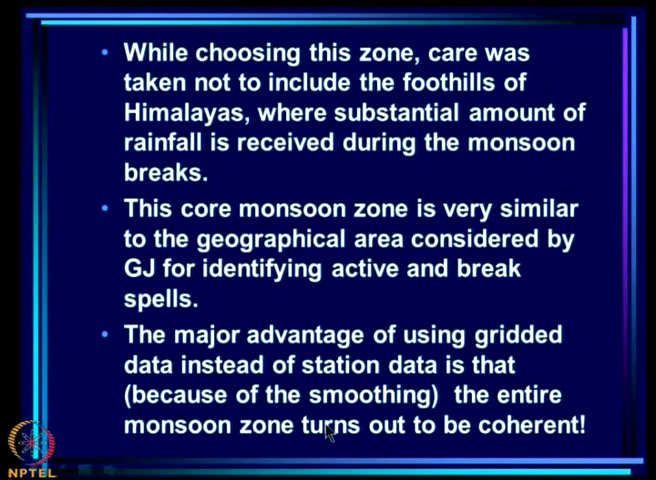 • While choosing this zone, care was
taken not to include the foothills of
Himalayas, where substantial amount of
rainfall is received during the monsoon
breaks.
• This core monsoon zone is very similar
to the geographical area considered by
GJ for identifying active and break
spells.
• The major advantage of using gridded
data instead of station data is that
(because of the smoothing)  the entire
monsoon zone turns out to be coherent!
NPTEL